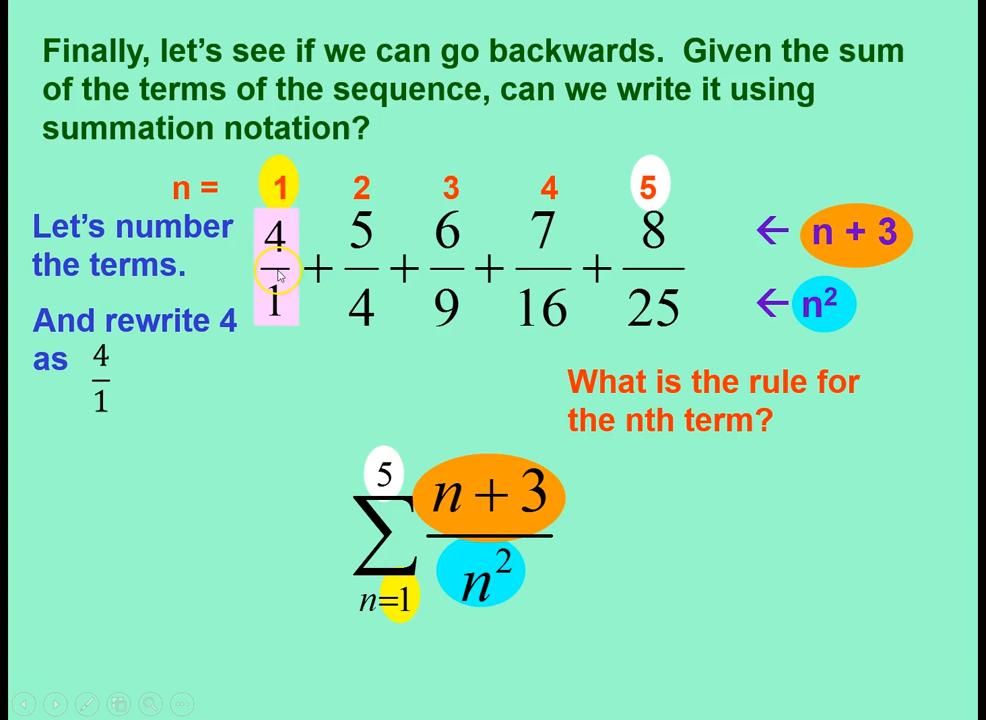 Finally, let's see if we can go backwards. Given the sum
of the terms of the sequence, can we write it using
summation notation?
n = 1 2 3 4 5
Let's number
the terms.
4/1 + 5/4 + 6/9 + 7/16 + 8/25
← n + 3
← n²
And rewrite 4
as 4/1
What is the rule for
the nth term?
5
∑ (n + 3)/n²
n=1